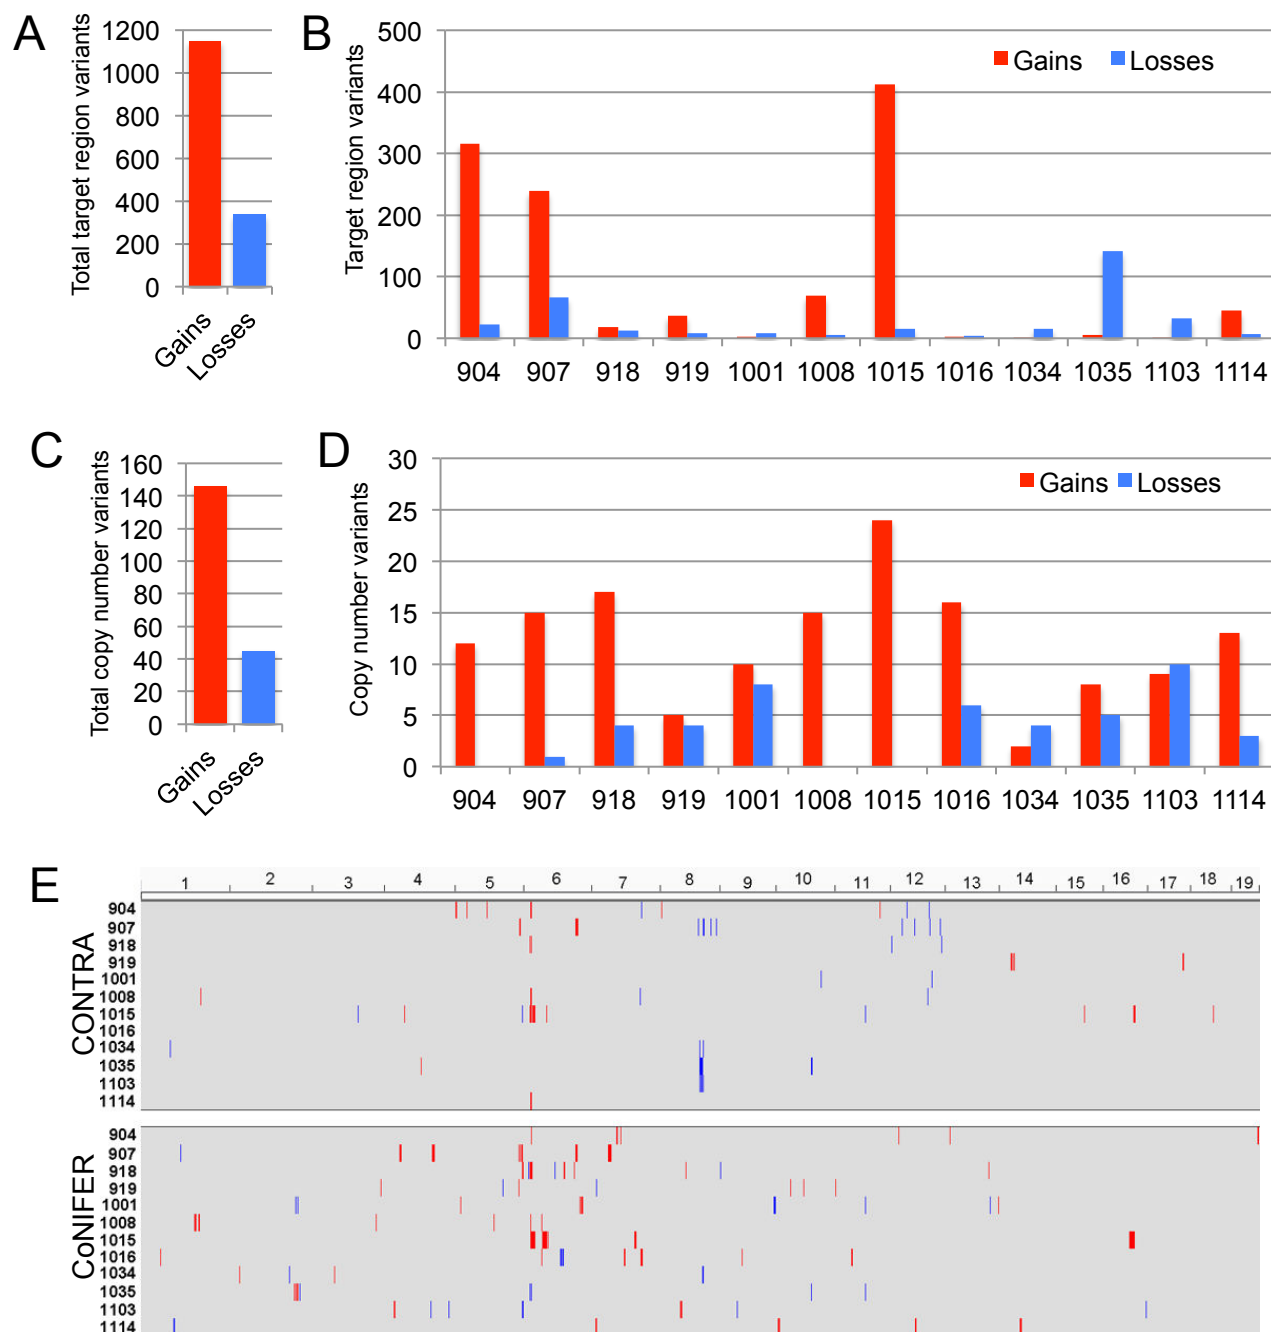 A
Total target region variants
1200
1000
800
600
400
200
0
Gains
Losses
B
Target region variants
500
400
300
200
100
0
Gains Losses
904 907 918 919 1001 1008 1015 1016 1034 1035 1103 1114
C
Total copy number variants
160
140
120
100
80
60
40
20
0
Gains
Losses
D
Copy number variants
30
25
20
15
10
5
0
Gains Losses
904 907 918 919 1001 1008 1015 1016 1034 1035 1103 1114
E
1 2 3 4 5 6 7 8 9 10 11 12 13 14 15 16 17 18 19
CONTRA
904
907
918
919
1001
1008
1015
1016
1034
1035
1103
1114
CoNIFER
904
907
918
919
1001
1008
1015
1016
1034
1035
1103
1114